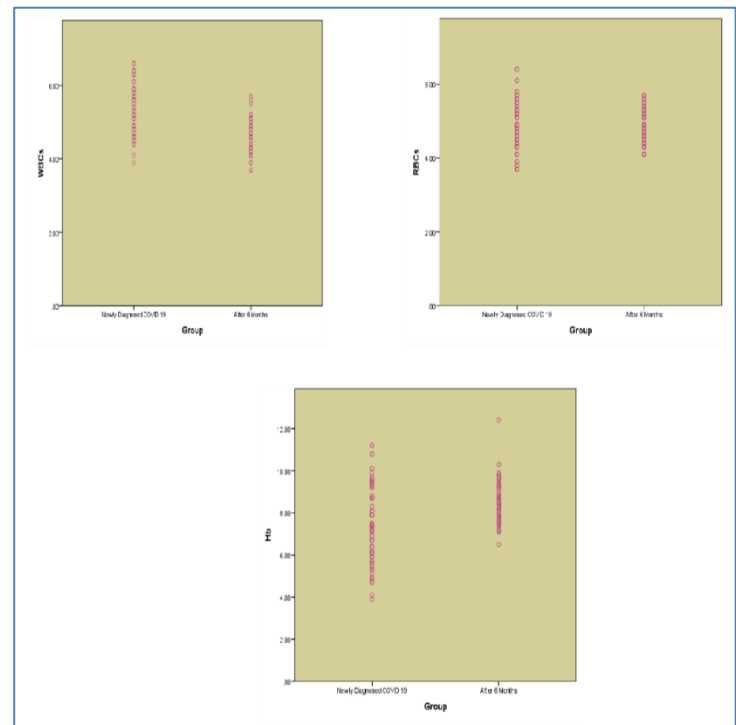 WBCs
6.00
4.00
2.00
.00
Newly Diagnosed COVID 19
After 6 Months
Group
RBCs
6.00
4.00
2.00
.00
Newly Diagnosed COVID 19
After 6 Months
Group
Hb
12.00
10.00
8.00
6.00
4.00
2.00
.00
Newly Diagnosed COVID 19
After 6 Months
Group